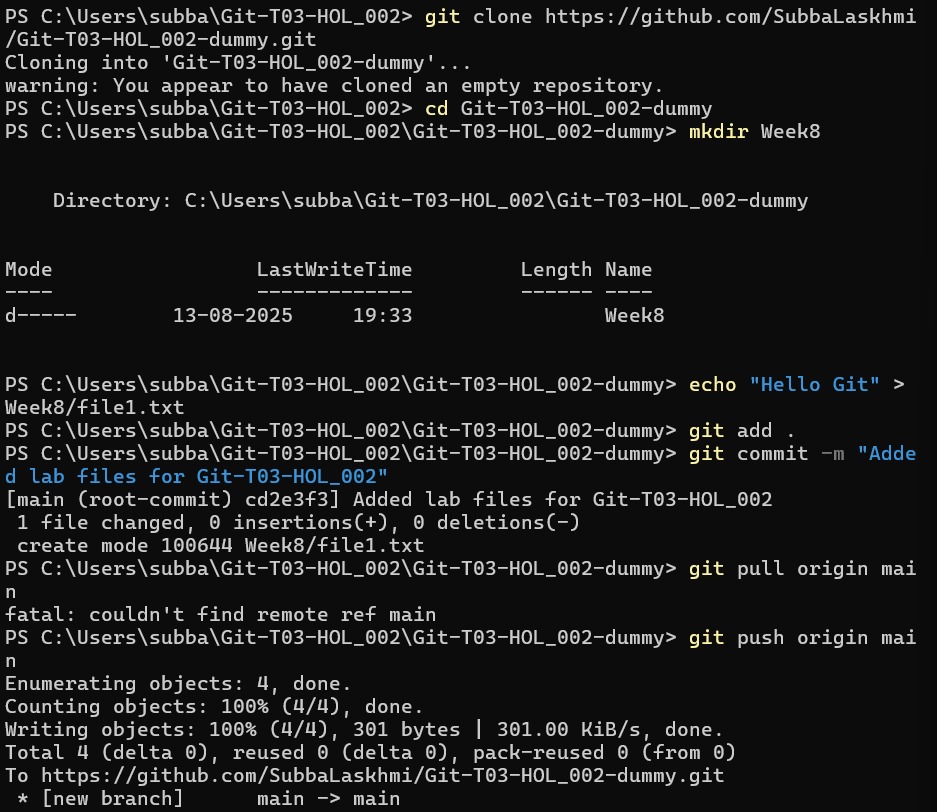 PS C:\Users\subba\Git-T03-HOL_002> git clone https://github.com/SubbaLaskhmi
/Git-T03-HOL_002-dummy.git
Cloning into 'Git-T03-HOL_002-dummy'...
warning: You appear to have cloned an empty repository.
PS C:\Users\subba\Git-T03-HOL_002> cd Git-T03-HOL_002-dummy
PS C:\Users\subba\Git-T03-HOL_002\Git-T03-HOL_002-dummy> mkdir Week8
Directory: C:\Users\subba\Git-T03-HOL_002\Git-T03-HOL_002-dummy
Mode                 LastWriteTime         Length Name
----                 -------------         ------ ----
d-----        13-08-2025     19:33                Week8
PS C:\Users\subba\Git-T03-HOL_002\Git-T03-HOL_002-dummy> echo "Hello Git" >
Week8/file1.txt
PS C:\Users\subba\Git-T03-HOL_002\Git-T03-HOL_002-dummy> git add .
PS C:\Users\subba\Git-T03-HOL_002\Git-T03-HOL_002-dummy> git commit -m "Adde
d lab files for Git-T03-HOL_002"
[main (root-commit) cd2e3f3] Added lab files for Git-T03-HOL_002
 1 file changed, 0 insertions(+), 0 deletions(-)
 create mode 100644 Week8/file1.txt
PS C:\Users\subba\Git-T03-HOL_002\Git-T03-HOL_002-dummy> git pull origin mai
n
fatal: couldn't find remote ref main
PS C:\Users\subba\Git-T03-HOL_002\Git-T03-HOL_002-dummy> git push origin mai
n
Enumerating objects: 4, done.
Counting objects: 100% (4/4), done.
Writing objects: 100% (4/4), 301 bytes | 301.00 KiB/s, done.
Total 4 (delta 0), reused 0 (delta 0), pack-reused 0 (from 0)
To https://github.com/SubbaLaskhmi/Git-T03-HOL_002-dummy.git
 * [new branch]      main -> main